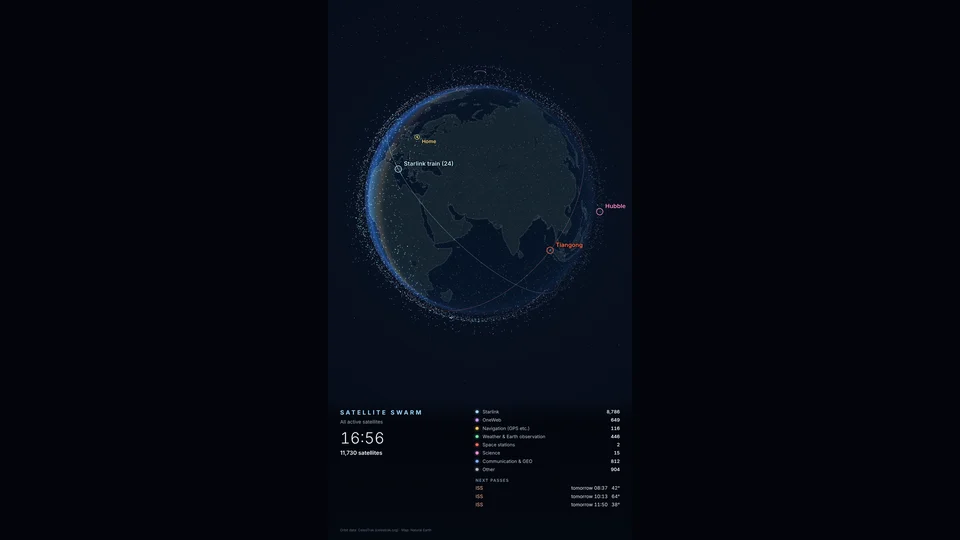 Home
Starlink train (24)
Hubble
Tiangong
SATELLITE SWARM
All active satellites
16:56
11,730 satellites
Starlink 8,786
OneWeb 649
Navigation (GPS etc.) 116
Weather & Earth observation 446
Space stations 2
Science 15
Communication & GEO 812
Other 904
NEXT PASSES
ISS tomorrow 08:37 42°
ISS tomorrow 10:13 64°
ISS tomorrow 11:50 38°